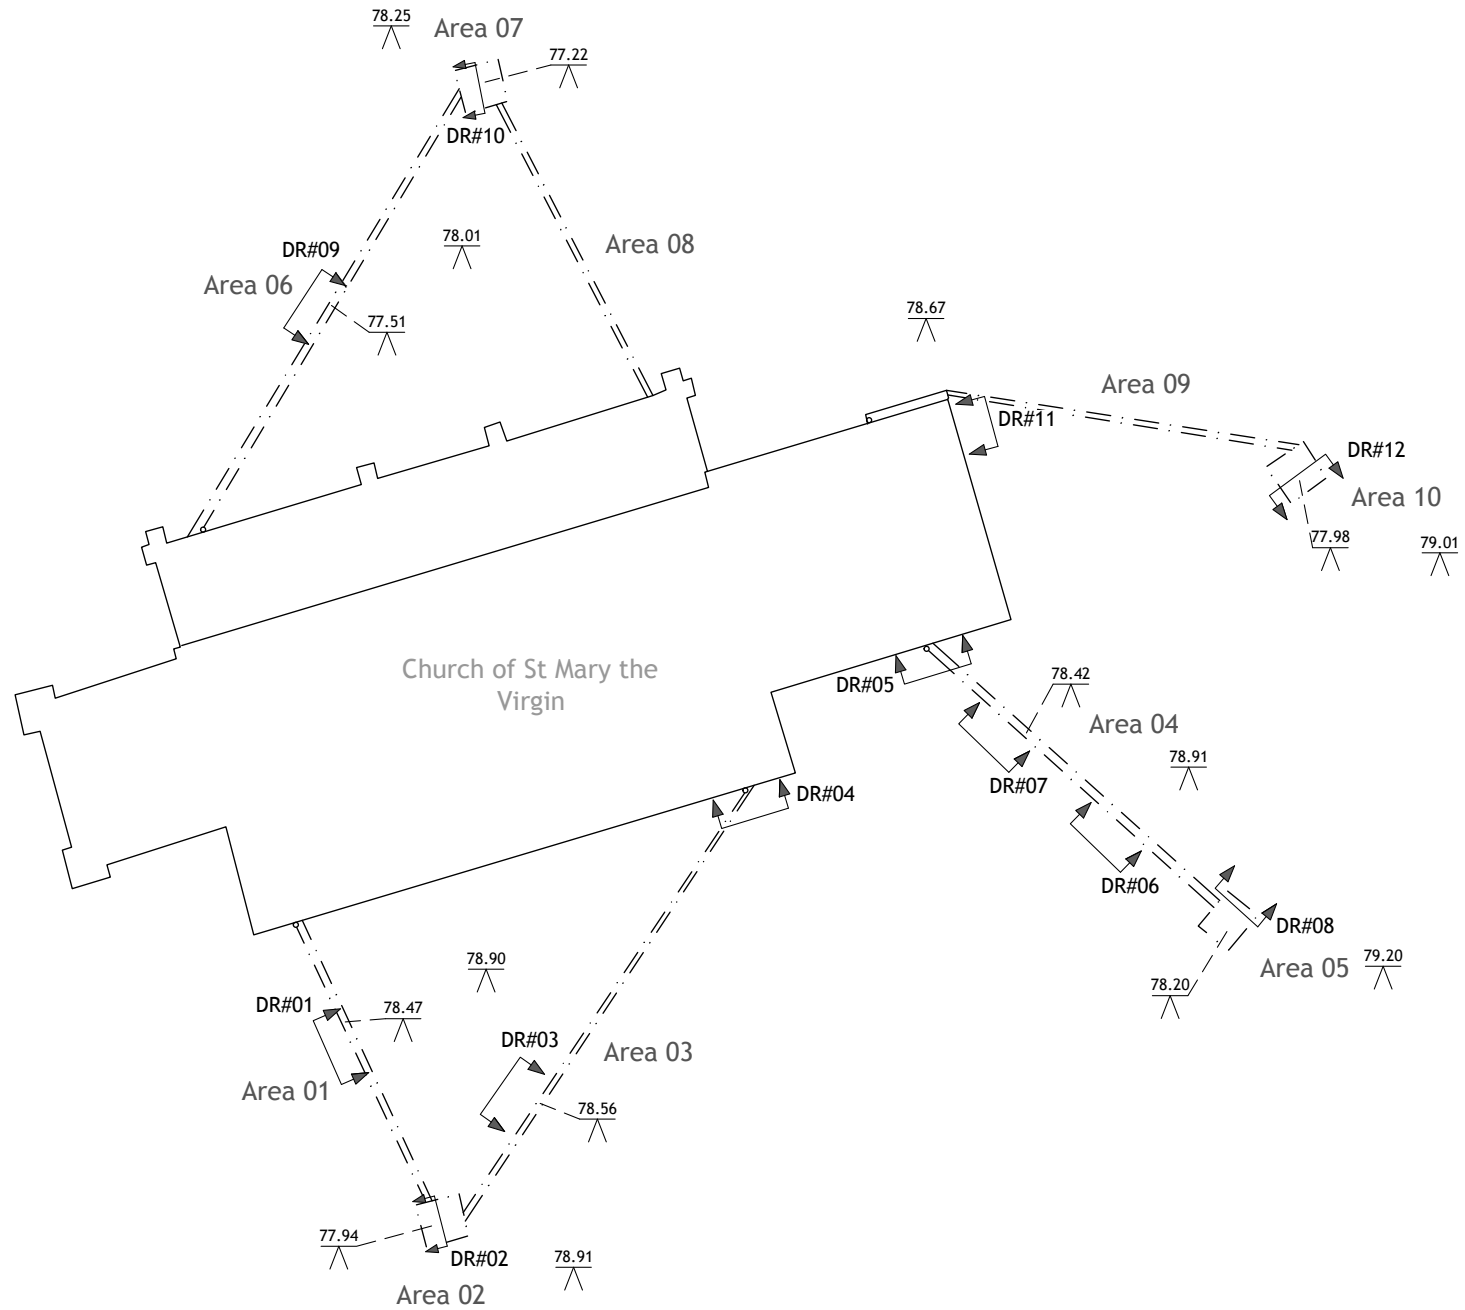 78.25
Area 07
77.22
DR#10
78.01
Area 08
DR#09
Area 06
77.51
78.67
Area 09
DR#11
DR#12
Area 10
77.98
79.01
Church of St Mary the
Virgin
DR#05
78.42
Area 04
78.91
DR#07
DR#04
DR#06
DR#08
Area 05
79.20
78.20
78.90
DR#01
78.47
DR#03
Area 03
Area 01
78.56
77.94
DR#02
78.91
Area 02